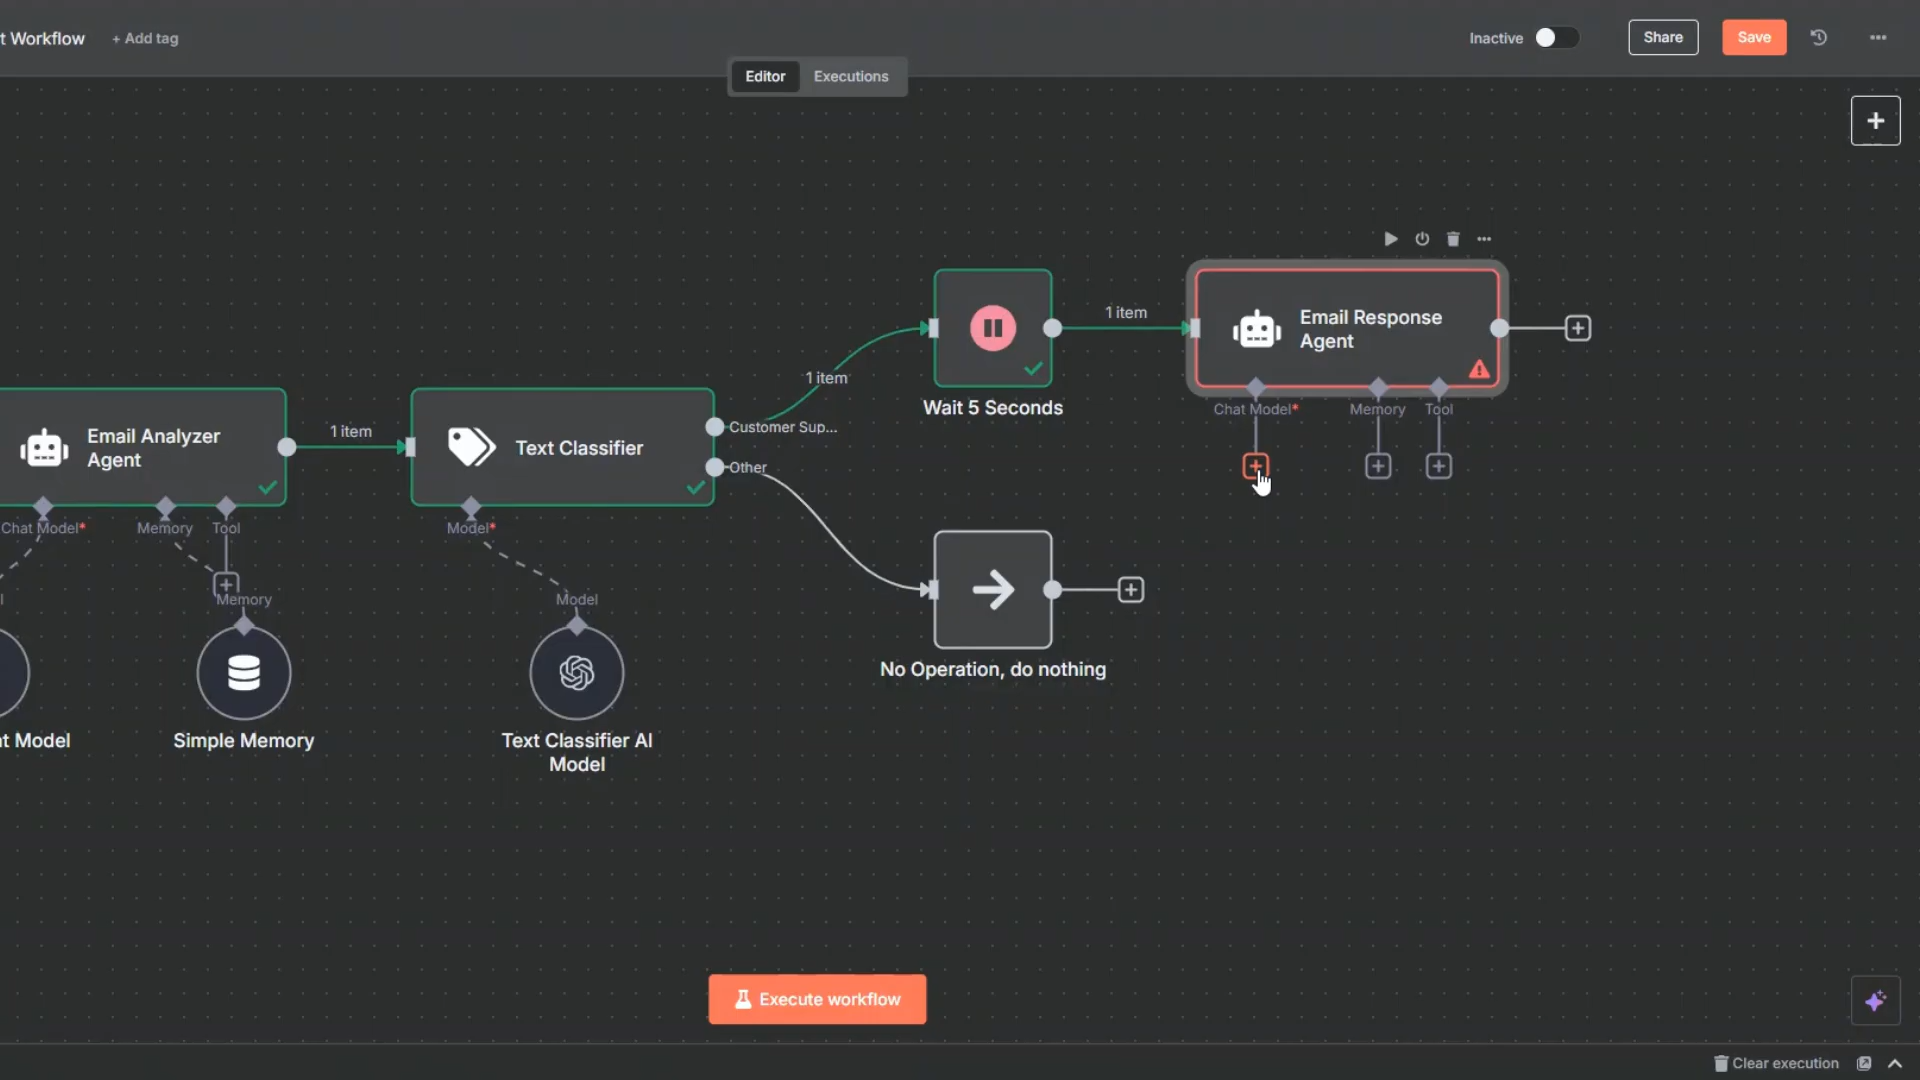 t Workflow
+ Add tag
Inactive
Share
Save
Editor
Executions
1 item
Email Response
Agent
1 item
Wait 5 Seconds
Chat Model*
Memory
Tool
Customer Sup...
Email Analyzer
Agent
1 item
Text Classifier
Other
Chat Model*
Memory
Tool
Model*
Memory
Model
No Operation, do nothing
t Model
Simple Memory
Text Classifier AI
Model
Execute workflow
Clear execution